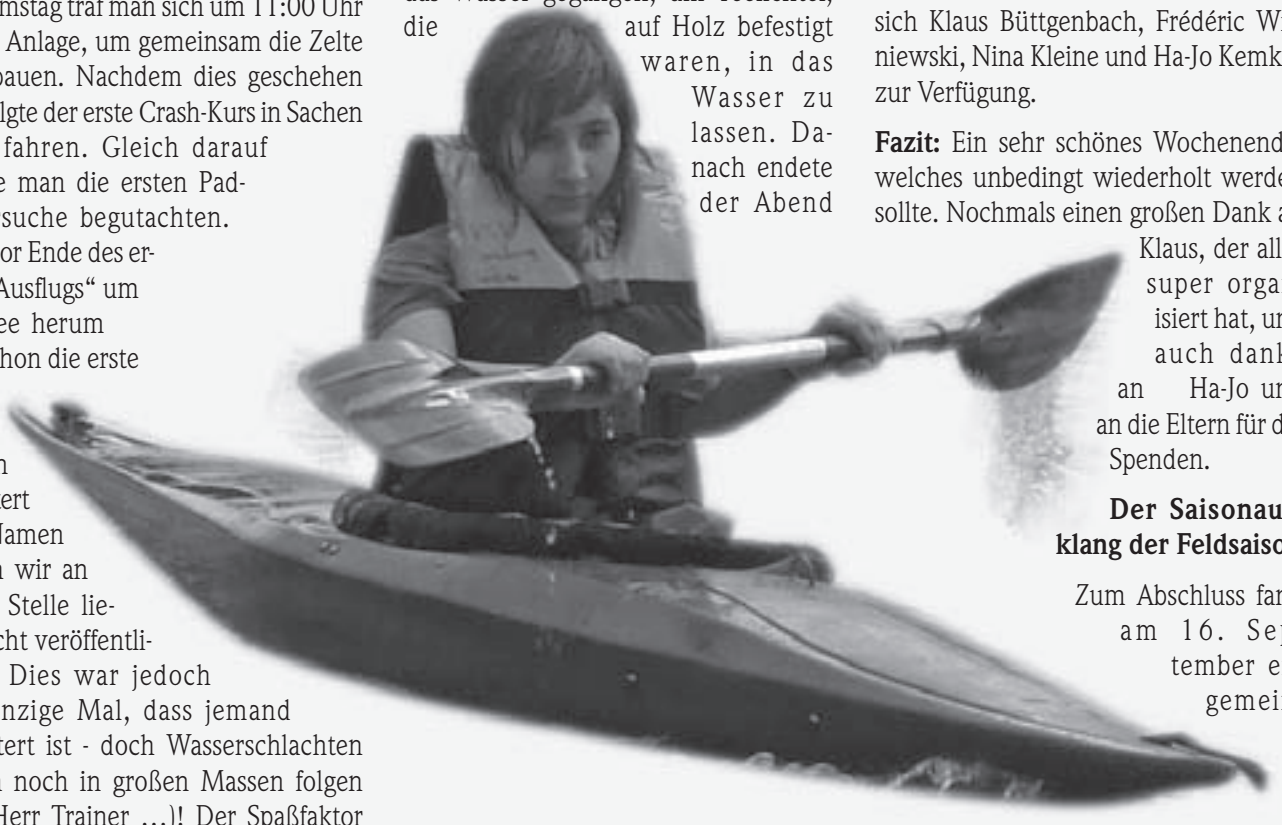 mstag traf man sich um 11:00 Uhr
Anlage, um gemeinsam die Zelte
bauen. Nachdem dies geschehen
lgte der erste Crash-Kurs in Sachen
fahren. Gleich darauf
e man die ersten Pad-
rsuche begutachten.
or Ende des er-
Ausflugs“ um
ee herum
hon die erste
n
tert
Namen
n wir an
Stelle lie-
cht veröffentli-
Dies war jedoch
nzige Mal, dass jemand
tert ist - doch Wasserschlachten
n noch in großen Massen folgen
Herr Trainer …)! Der Spaßfaktor
das Wasser gegangen, um Teelichter,
die auf Holz befestigt
waren, in das
Wasser zu
lassen. Da-
nach endete
der Abend
sich Klaus Büttgenbach, Frédéric Wi
niewski, Nina Kleine und Ha-Jo Kemk
zur Verfügung.
Fazit: Ein sehr schönes Wochenend
welches unbedingt wiederholt werde
sollte. Nochmals einen großen Dank a
Klaus, der all
super orga
isiert hat, un
auch dank
an Ha-Jo un
an die Eltern für d
Spenden.
Der Saisonau
klang der Feldsaiso
Zum Abschluss fan
am 16. Sep
tember e
gemei